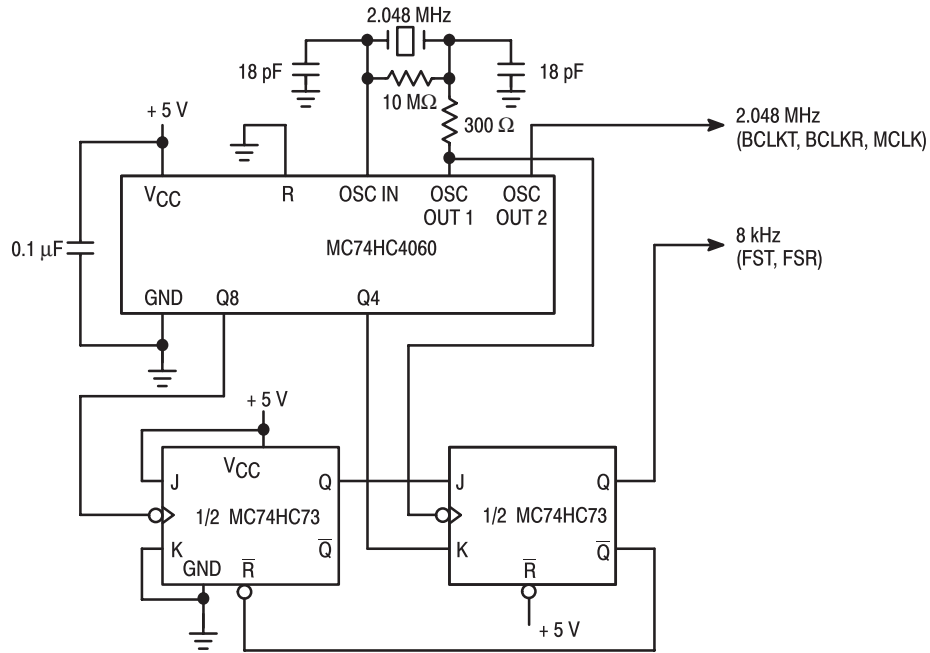 2.048 MHz
18 pF
18 pF
10 MΩ
300 Ω
+ 5 V
2.048 MHz
(BCLKT, BCLKR, MCLK)
VCC
R
OSC IN
OSC
OUT 1
OSC
OUT 2
0.1 μF
MC74HC4060
8 kHz
(FST, FSR)
GND
Q8
Q4
+ 5 V
VCC
J
Q
J
Q
1/2 MC74HC73
1/2 MC74HC73
K
Q̅
K
Q̅
GND
R̅
R̅
+ 5 V